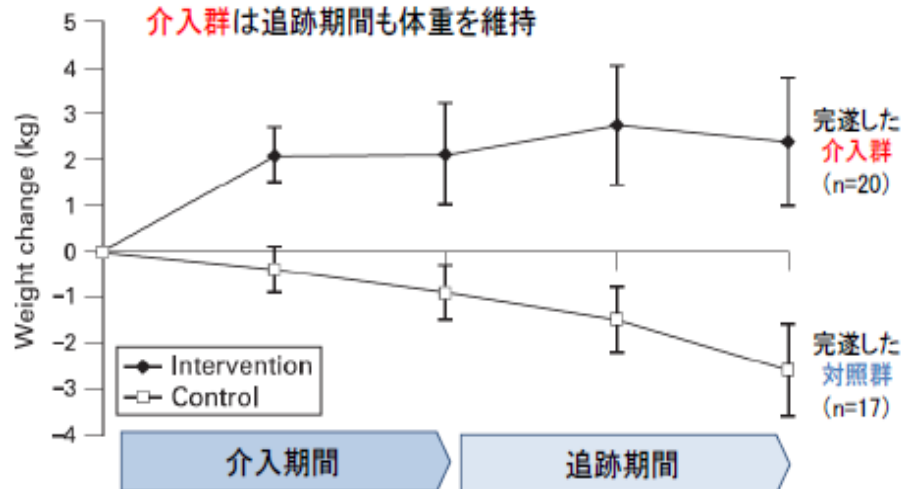 介入群は追跡期間も体重を維持
Weight change (kg)
5
4
3
2
1
0
−1
−2
−3
−4
Intervention
Control
完遂した
介入群
(n=20)
完遂した
対照群
(n=17)
介入期間
追跡期間